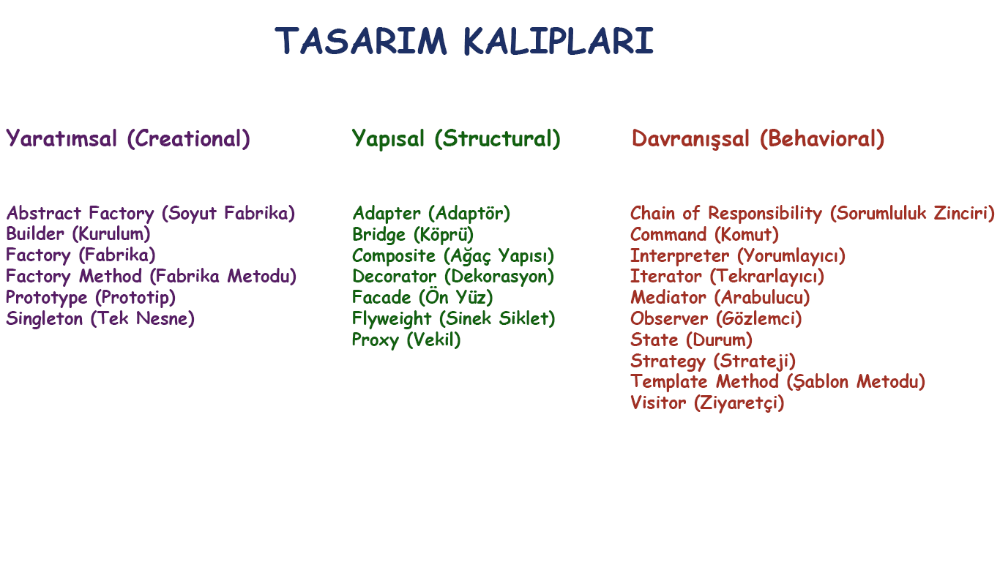 TASARIM KALIPLARI
Yaratımsal (Creational)
Abstract Factory (Soyut Fabrika)
Builder (Kurulum)
Factory (Fabrika)
Factory Method (Fabrika Metodu)
Prototype (Prototip)
Singleton (Tek Nesne)
Yapısal (Structural)
Adapter (Adaptör)
Bridge (Köprü)
Composite (Ağaç Yapısı)
Decorator (Dekorasyon)
Facade (Ön Yüz)
Flyweight (Sinek Siklet)
Proxy (Vekil)
Davranışsal (Behavioral)
Chain of Responsibility (Sorumluluk Zinciri)
Command (Komut)
Interpreter (Yorumlayıcı)
Iterator (Tekrarlayıcı)
Mediator (Arabulucu)
Observer (Gözlemci)
State (Durum)
Strategy (Strateji)
Template Method (Şablon Metodu)
Visitor (Ziyaretçi)